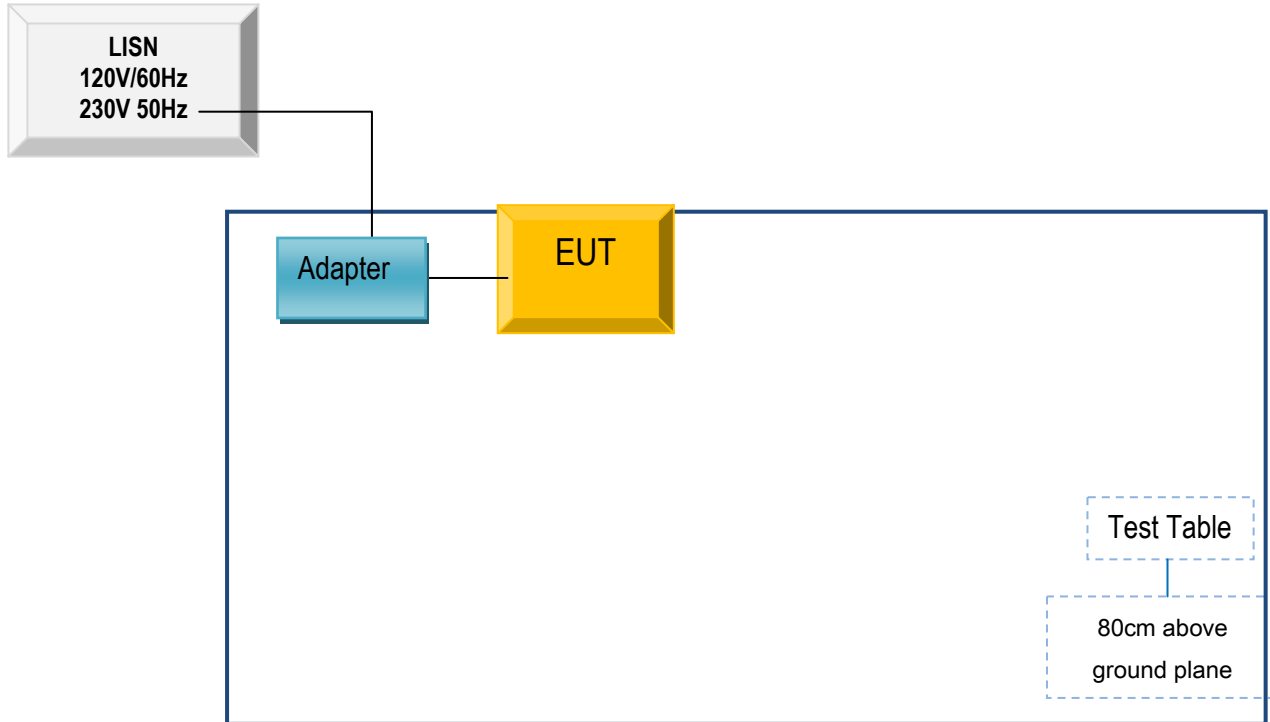 LISN
120V/60Hz
230V 50Hz
Adapter
EUT
Test Table
80cm above
ground plane